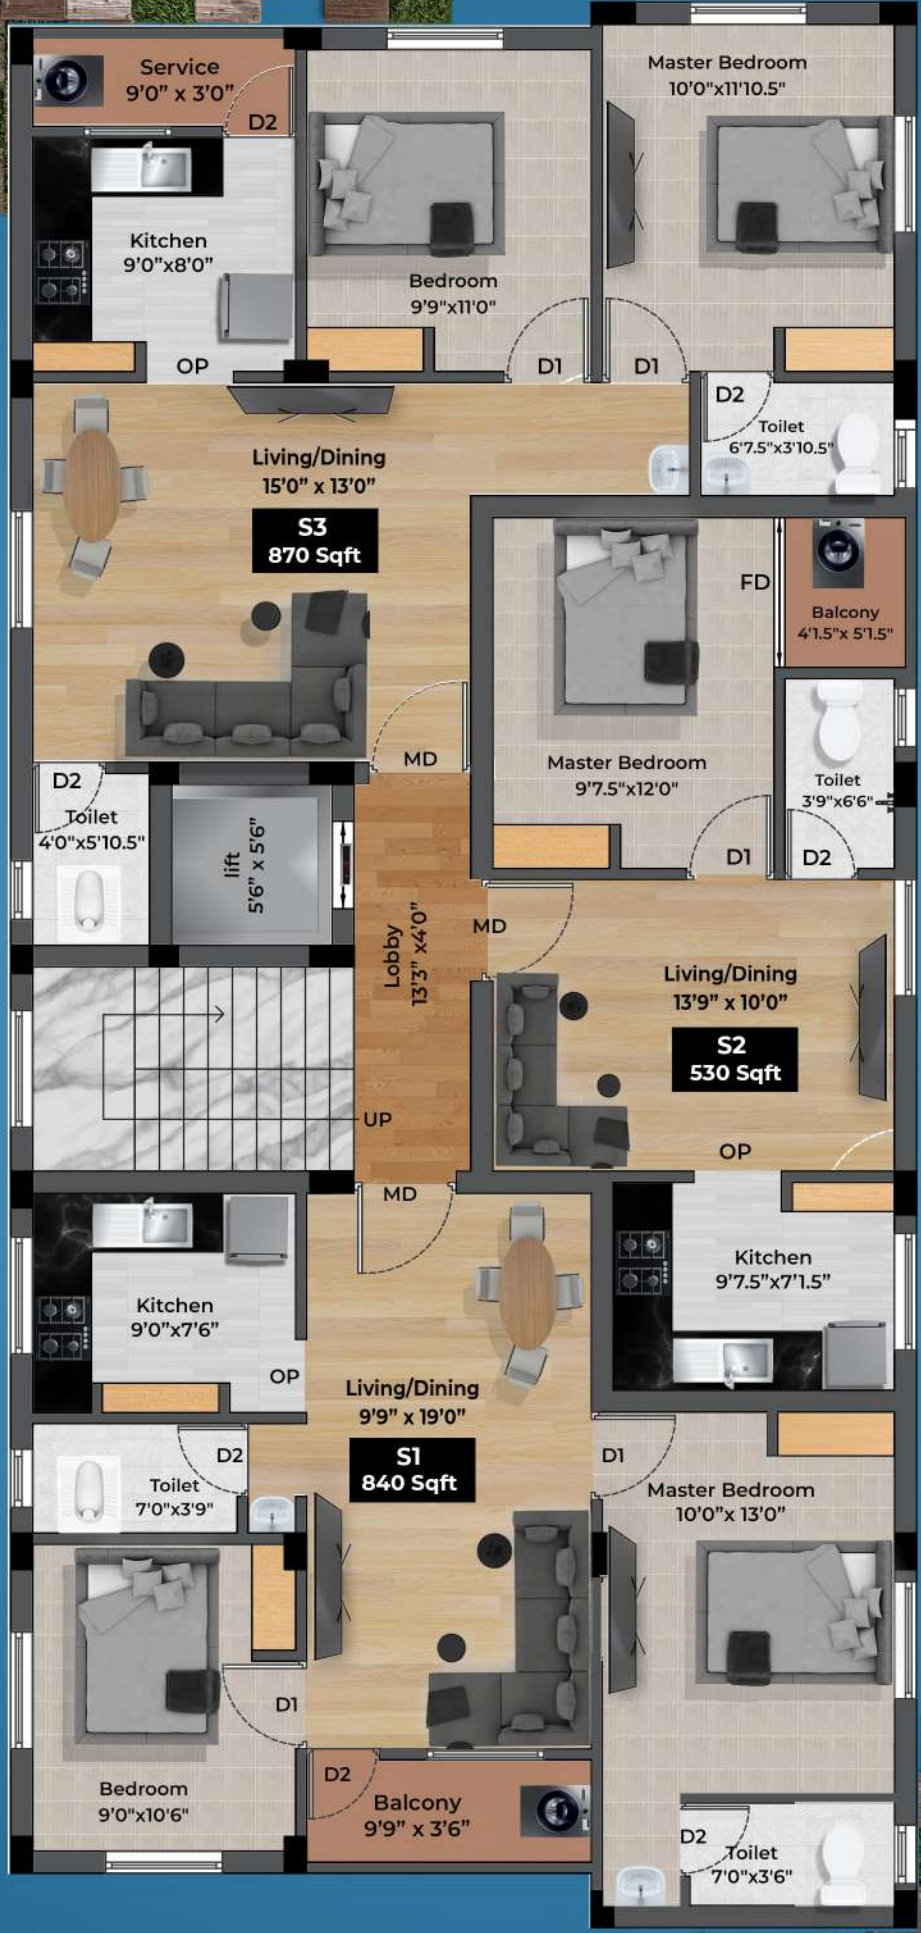 Service
9'0" x 3'0"
D2
Master Bedroom
10'0"x11'10.5"
Kitchen
9'0"x8'0"
Bedroom
9'9"x11'0"
OP
D1
D1
D2
Toilet
6'7.5"x3'10.5"
Living/Dining
15'0" x 13'0"
S3
870 Sqft
FD
Balcony
4'1.5"x 5'1.5"
MD
Master Bedroom
9'7.5"x12'0"
D2
Toilet
4'0"x5'10.5"
lift
5'6" x 5'6"
Toilet
3'9"x6'6"
D1
D2
Lobby
13'3" x4'0"
MD
Living/Dining
13'9" x 10'0"
S2
530 Sqft
UP
OP
MD
Kitchen
9'7.5"x7'1.5"
Kitchen
9'0"x7'6"
OP
Living/Dining
9'9" x 19'0"
S1
840 Sqft
D2
Toilet
7'0"x3'9"
D1
Master Bedroom
10'0"x 13'0"
D1
Bedroom
9'0"x10'6"
D2
Balcony
9'9" x 3'6"
D2
Toilet
7'0"x3'6"